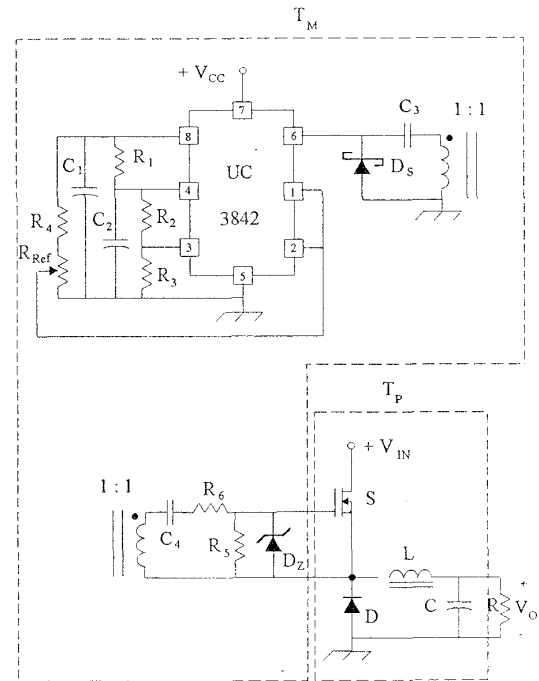 T_M
+ V_CC
7
8
6
C_3
1 : 1
C_1
R_1
UC
D_S
4
1
R_4
C_2
R_2
3842
R_Ref
3
2
R_3
5
T_P
+ V_IN
1 : 1
R_6
S
C_4
R_5
D_Z
L
D
C
R
V_O
+
-